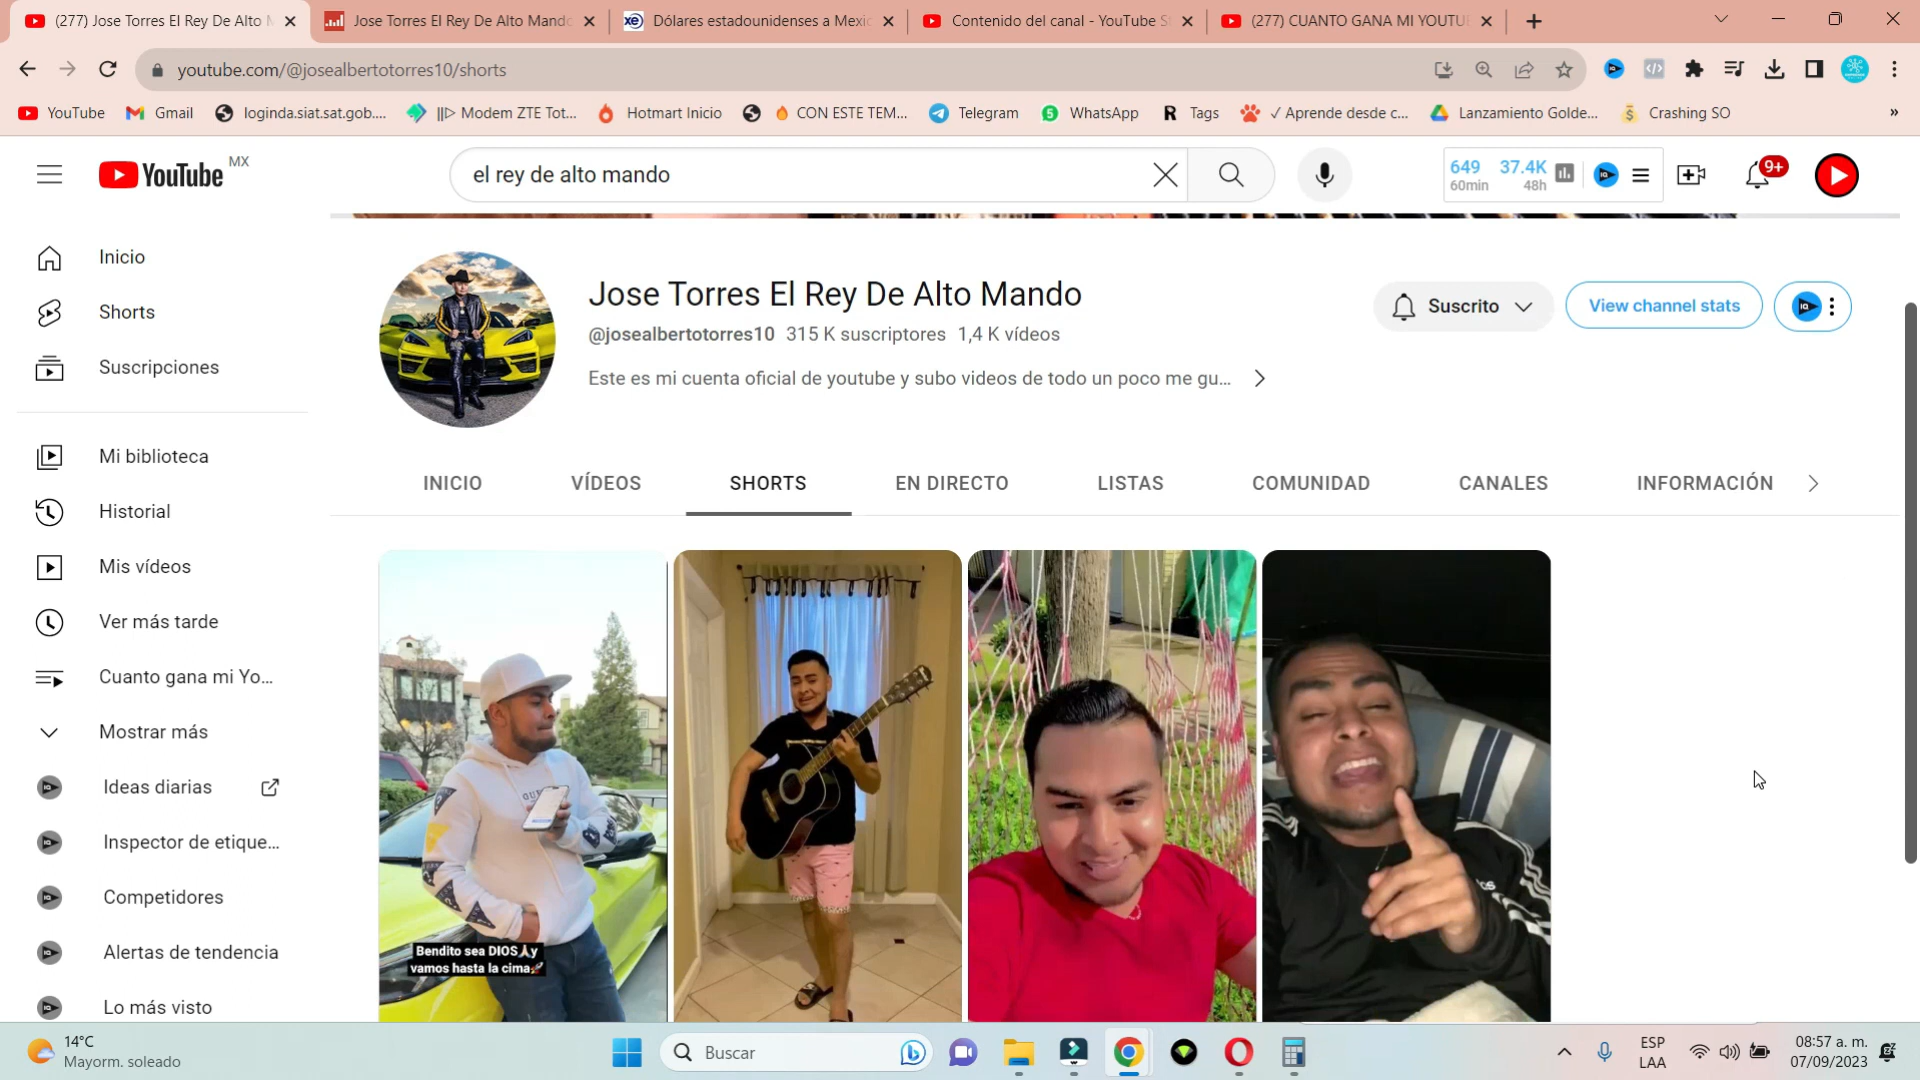 (277) Jose Torres El Rey De Alto M
Jose Torres El Rey De Alto Mando
Dólares estadounidenses a Mexic
Contenido del canal - YouTube S
(277) CUANTO GANA MI YOUTU
youtube.com/@josealbertotorres10/shorts
YouTube
Gmail
loginda.siat.sat.gob....
||▷ Modem ZTE Tot...
Hotmart Inicio
CON ESTE TEM...
Telegram
WhatsApp
Tags
✓ Aprende desde c...
Lanzamiento Golde...
Crashing SO
»
YouTube MX
el rey de alto mando
649 37.4K
60min 48h
9+
Inicio
Shorts
Suscripciones
Mi biblioteca
Historial
Mis vídeos
Ver más tarde
Cuanto gana mi Yo...
Mostrar más
Ideas diarias
Inspector de etique...
Competidores
Alertas de tendencia
Lo más visto
Jose Torres El Rey De Alto Mando
@josealbertotorres10 315 K suscriptores 1,4 K vídeos
Este es mi cuenta oficial de youtube y subo videos de todo un poco me gu...
Suscrito
View channel stats
INICIO
VÍDEOS
SHORTS
EN DIRECTO
LISTAS
COMUNIDAD
CANALES
INFORMACIÓN
Bendito sea DIOS🙏y
vamos hasta la cima🚀
14°C
Mayorm. soleado
Buscar
ESP
LAA
08:57 a. m.
07/09/2023